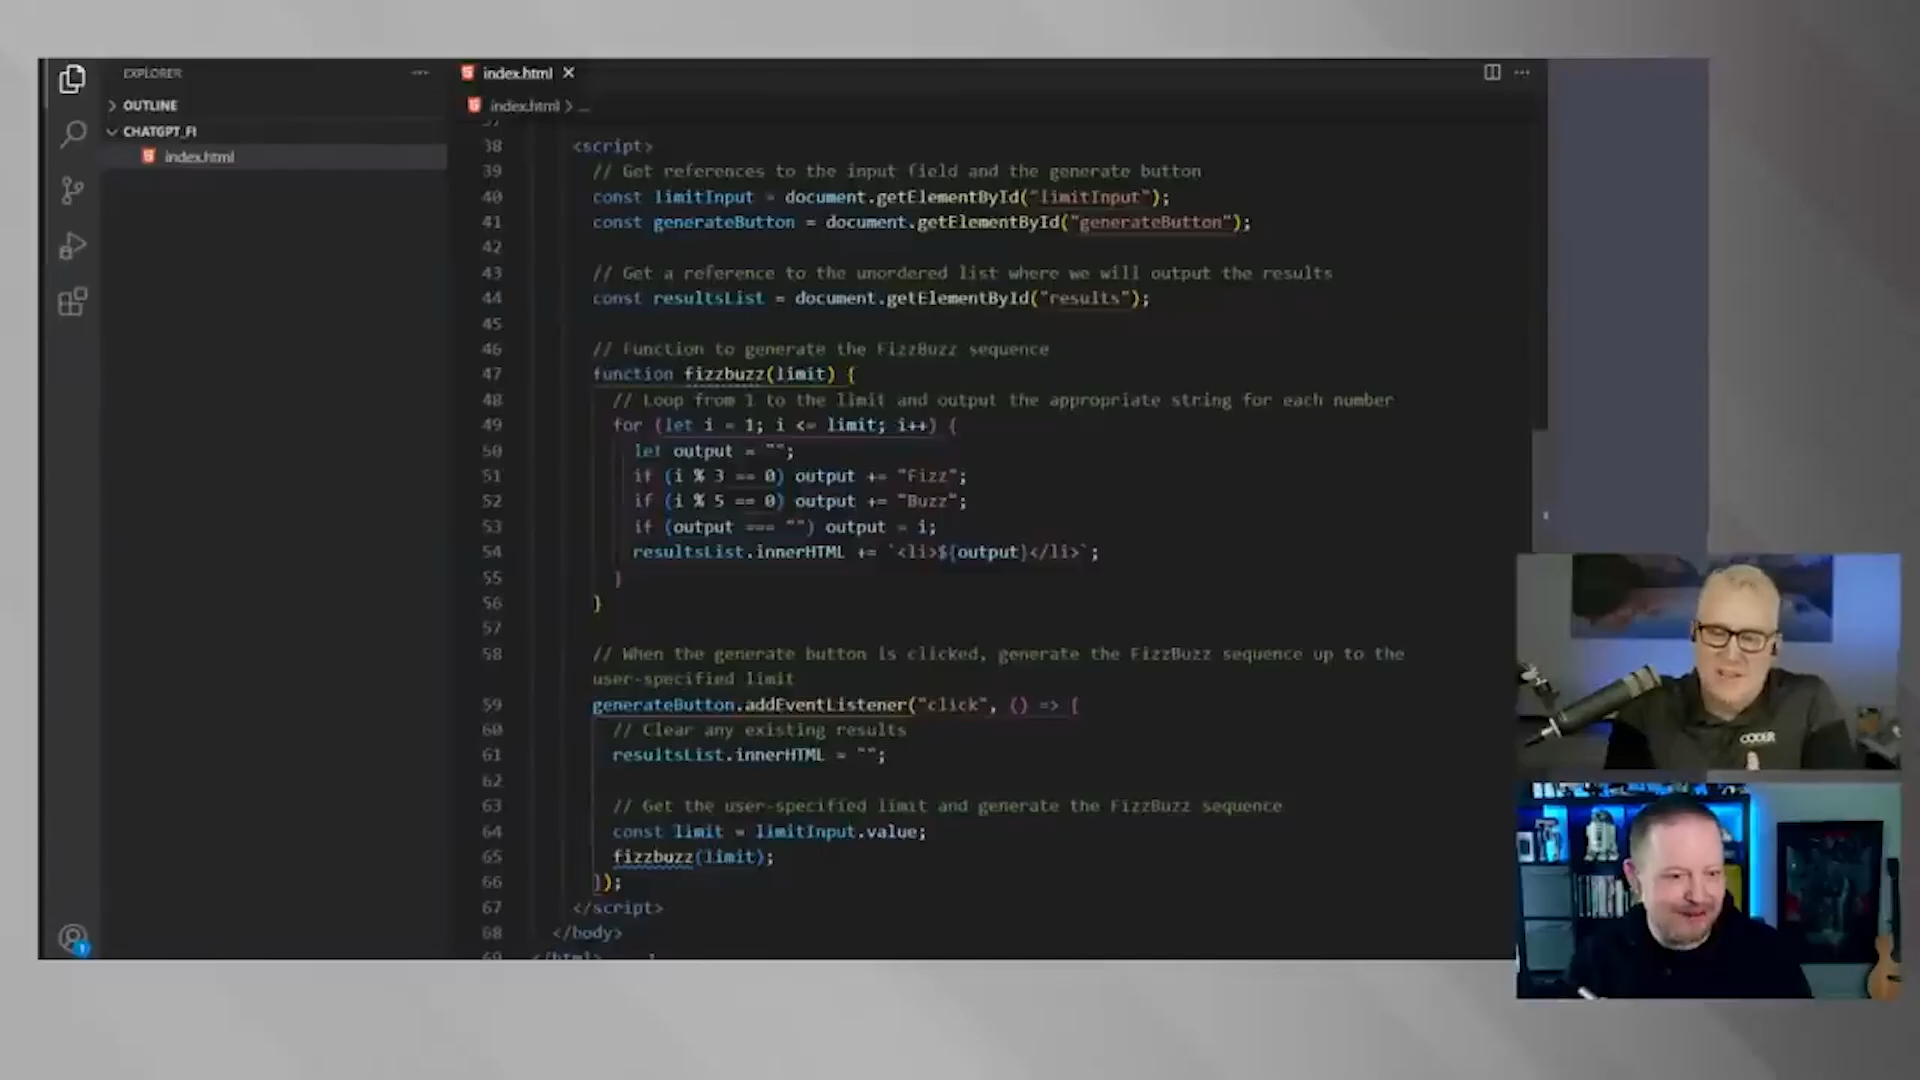 EXPLORER
OUTLINE
CHATGPT_FI
index.html
index.html
index.html > ...
37
38 <script>
39 // Get references to the input field and the generate button
40 const limitInput = document.getElementById("limitInput");
41 const generateButton = document.getElementById("generateButton");
42
43 // Get a reference to the unordered list where we will output the results
44 const resultsList = document.getElementById("results");
45
46 // Function to generate the FizzBuzz sequence
47 function fizzbuzz(limit) {
48 // Loop from 1 to the limit and output the appropriate string for each number
49 for (let i = 1; i <= limit; i++) {
50 let output = "";
51 if (i % 3 == 0) output += "Fizz";
52 if (i % 5 == 0) output += "Buzz";
53 if (output === "") output = i;
54 resultsList.innerHTML += `<li>${output}</li>`;
55 }
56 }
57
58 // When the generate button is clicked, generate the FizzBuzz sequence up to the
user-specified limit
59 generateButton.addEventListener("click", () => {
60 // Clear any existing results
61 resultsList.innerHTML = "";
62
63 // Get the user-specified limit and generate the FizzBuzz sequence
64 const limit = limitInput.value;
65 fizzbuzz(limit);
66 });
67 </script>
68 </body>
69 </html>
1
CODER